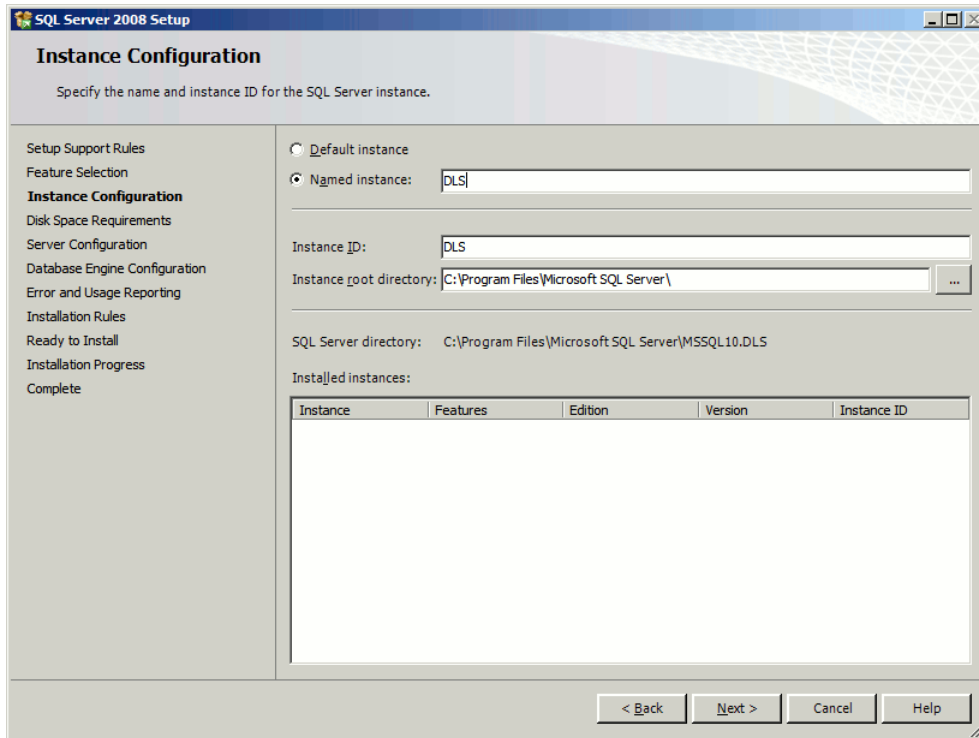 SQL Server 2008 Setup
Instance Configuration
Specify the name and instance ID for the SQL Server instance.
Setup Support Rules
Feature Selection
Instance Configuration
Disk Space Requirements
Server Configuration
Database Engine Configuration
Error and Usage Reporting
Installation Rules
Ready to Install
Installation Progress
Complete
Default instance
Named instance: DLS
Instance ID: DLS
Instance root directory: C:\Program Files\Microsoft SQL Server\ ...
SQL Server directory: C:\Program Files\Microsoft SQL Server\MSSQL10.DLS
Installed instances:
Instance Features Edition Version Instance ID
< Back Next > Cancel Help